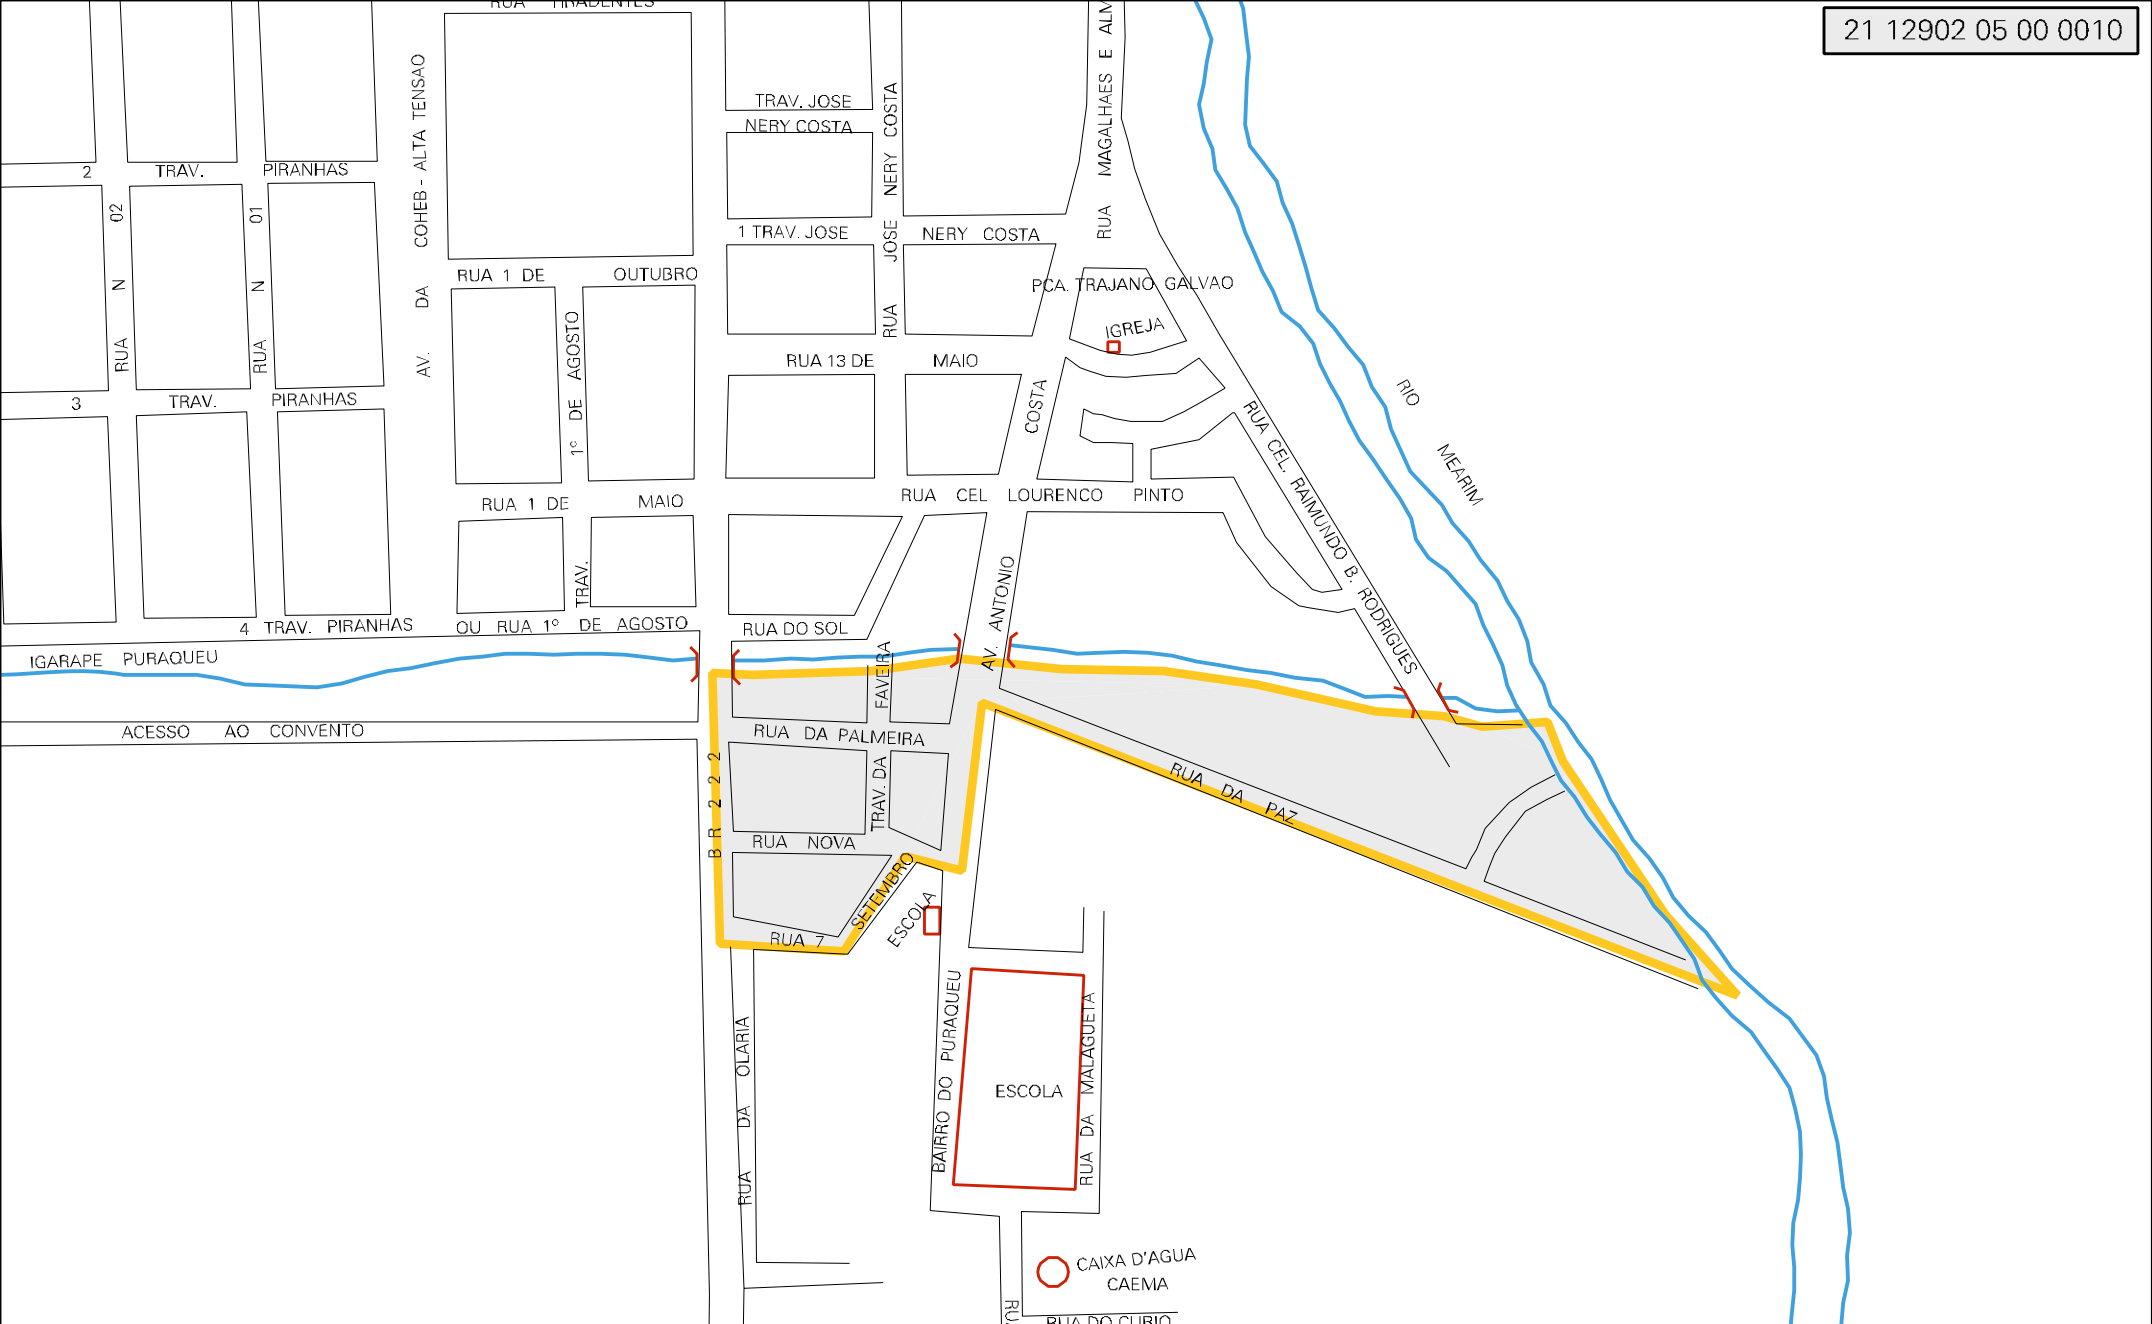 RUA TIRADENTES
21 12902 05 00 0010
TRAV. JOSE
NERY COSTA
2 TRAV. PIRANHAS
RUA N 02
RUA N 01
AV. DA COHEB - ALTA TENSAO
RUA JOSE NERY COSTA
RUA MAGALHAES E ALM
1 TRAV. JOSE NERY COSTA
RUA 1 DE OUTUBRO
PCA. TRAJANO GALVAO
IGREJA
RUA 13 DE MAIO
3 TRAV. PIRANHAS
TRAV. 1º DE AGOSTO
RIO MEARIM
RUA CEL. RAIMUNDO B. RODRIGUES
RUA CEL LOURENCO PINTO
RUA 1 DE MAIO
AV. ANTONIO COSTA
4 TRAV. PIRANHAS OU RUA 1º DE AGOSTO
RUA DO SOL
IGARAPE PURAQUEU
ACESSO AO CONVENTO
TRAV. DA FAVEIRA
RUA DA PALMEIRA
BR 222
RUA DA PAZ
RUA NOVA
RUA 7 SETEMBRO
ESCOLA
RUA DA OLARIA
BAIRRO DO PURAQUEU
ESCOLA
RUA DA MALAGUETA
CAIXA D'AGUA
CAEMA
RUA DO CURIO